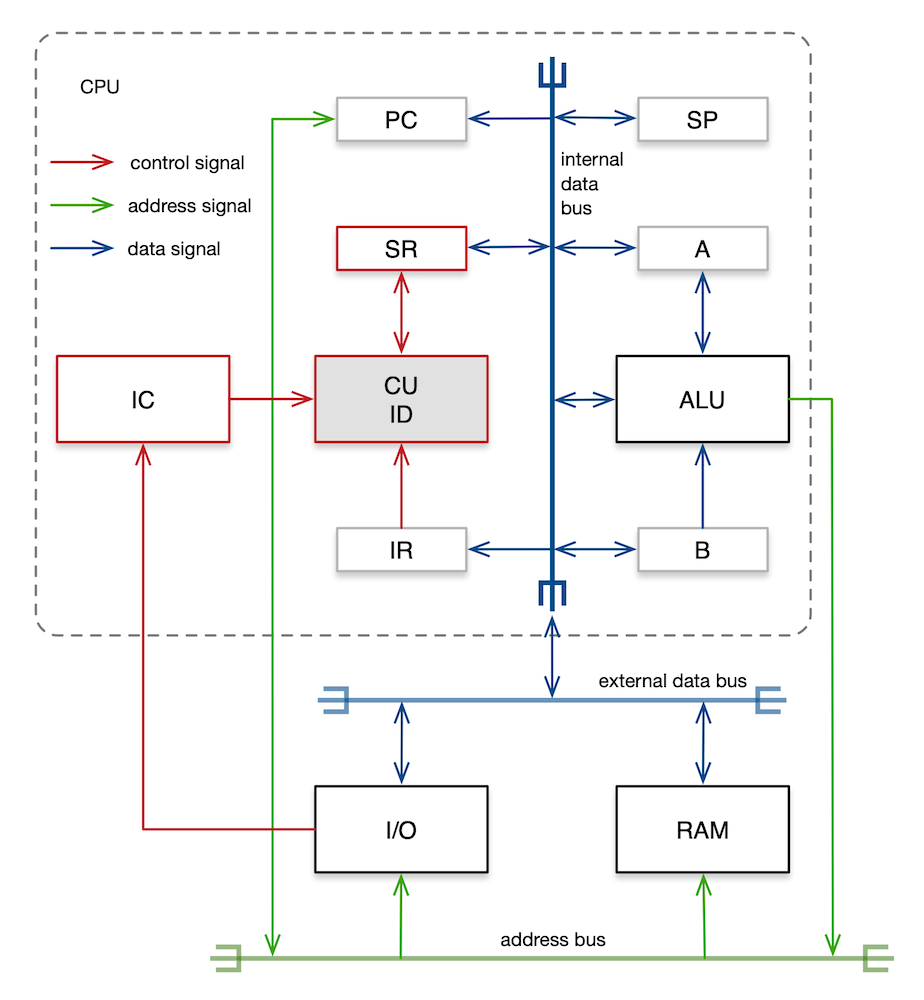 CPU
PC
SP
control signal
internal
data
bus
address signal
data signal
SR
A
IC
CU
ID
ALU
IR
B
external data bus
I/O
RAM
address bus